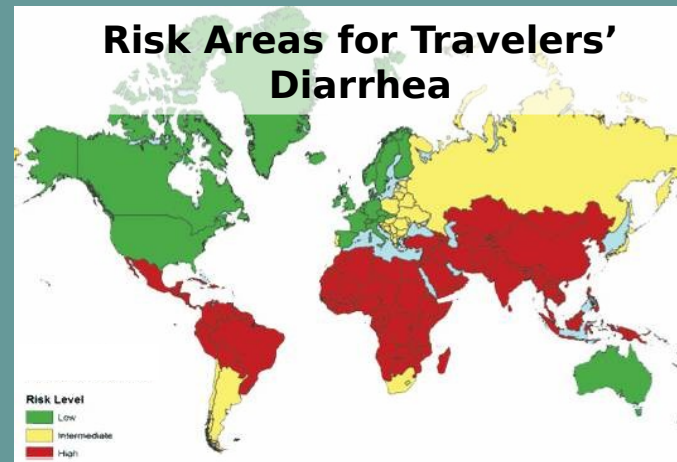 Risk Areas for Travelers’
Diarrhea
Risk Level
Low
Intermediate
High